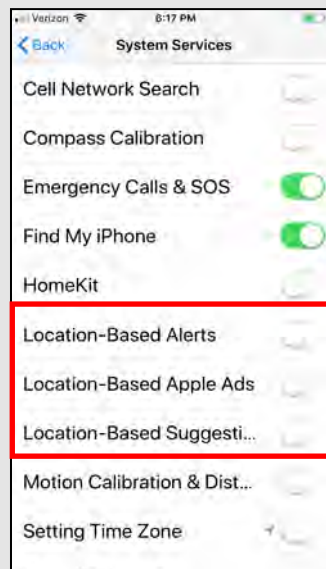 Verizon 6:17 PM
Back System Services
Cell Network Search
Compass Calibration
Emergency Calls & SOS
Find My iPhone
HomeKit
Location-Based Alerts
Location-Based Apple Ads
Location-Based Suggesti...
Motion Calibration & Dist...
Setting Time Zone